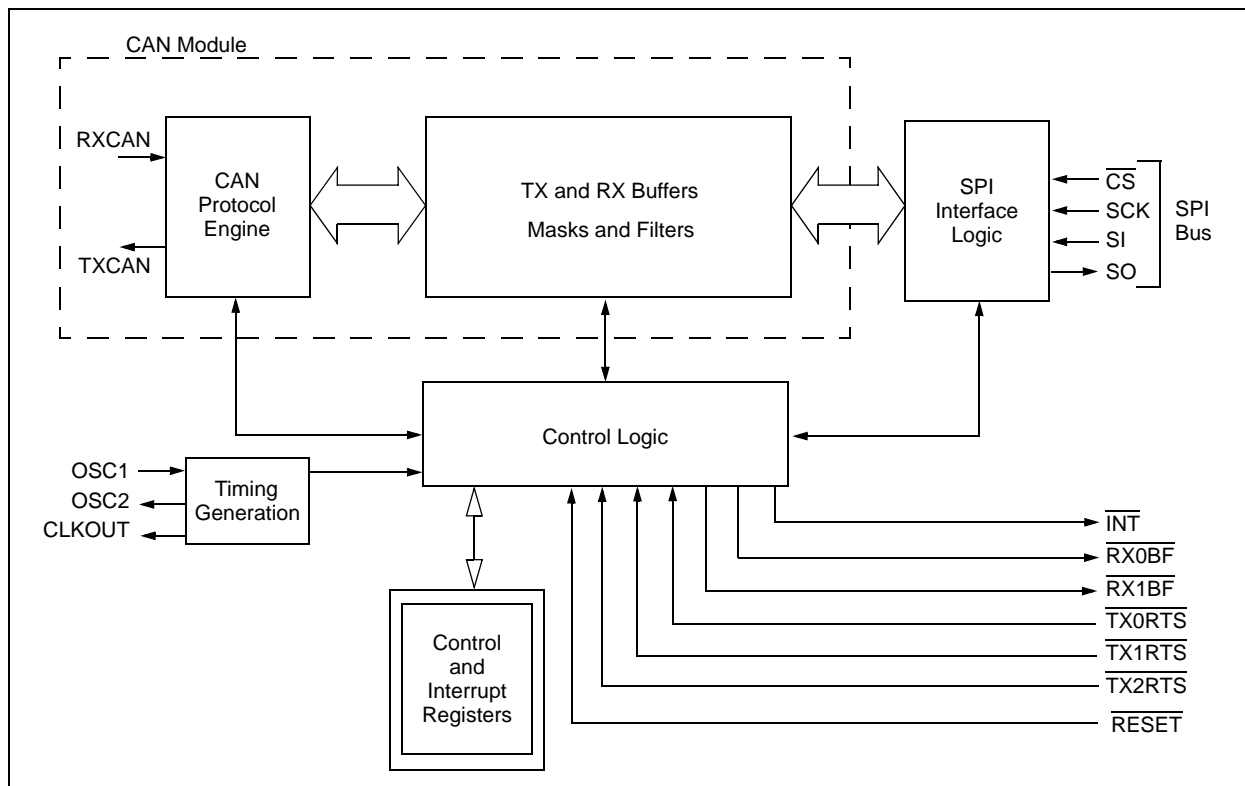 CAN Module
RXCAN
TXCAN
CAN
Protocol
Engine
TX and RX Buffers
Masks and Filters
SPI
Interface
Logic
CS
SCK
SI
SO
SPI
Bus
Control Logic
OSC1
OSC2
CLKOUT
Timing
Generation
Control
and
Interrupt
Registers
INT
RX0BF
RX1BF
TX0RTS
TX1RTS
TX2RTS
RESET